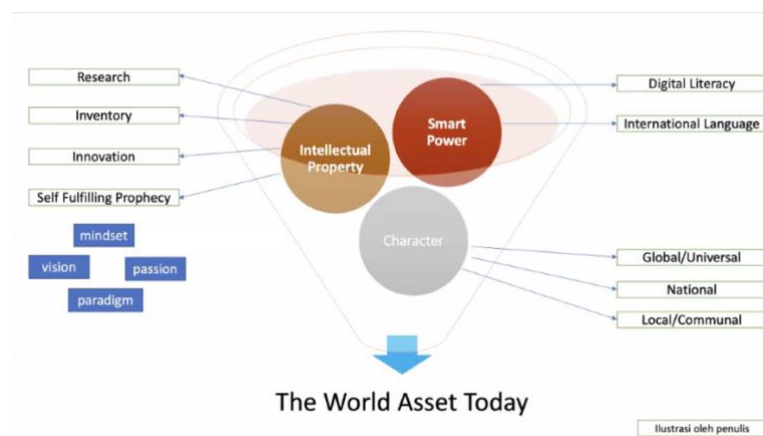 Research
Inventory
Innovation
Self Fulfilling Prophecy
mindset
vision
passion
paradigm
Intellectual
Property
Smart
Power
Character
Digital Literacy
International Language
Global/Universal
National
Local/Communal
The World Asset Today
Ilustrasi oleh penulis